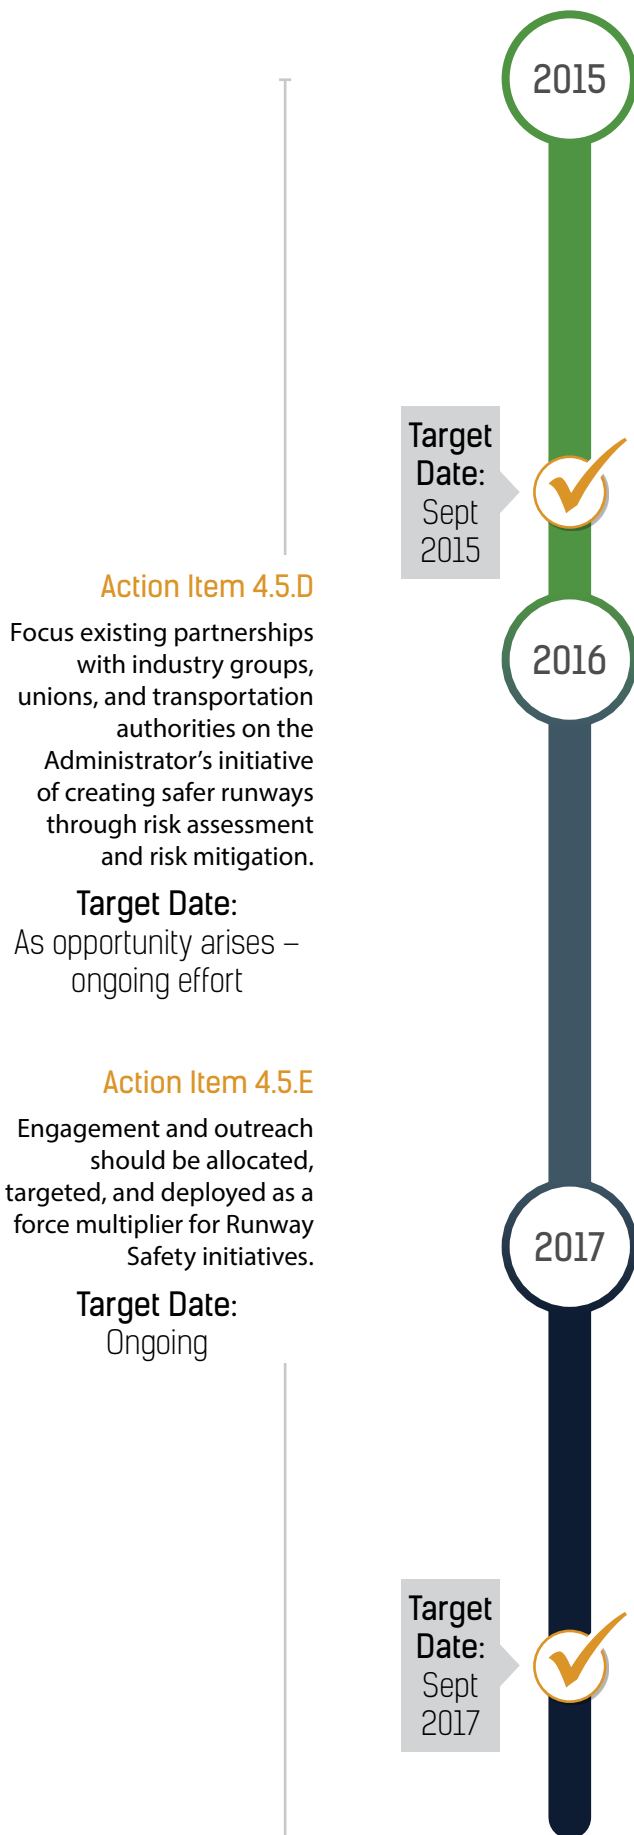 2015
Target
Date:
Sept
2015
Action Item 4.5.D
Focus existing partnerships
with industry groups,
unions, and transportation
authorities on the
Administrator’s initiative
of creating safer runways
through risk assessment
and risk mitigation.
Target Date:
As opportunity arises –
ongoing effort
2016
Action Item 4.5.E
Engagement and outreach
should be allocated,
targeted, and deployed as a
force multiplier for Runway
Safety initiatives.
Target Date:
Ongoing
2017
Target
Date:
Sept
2017